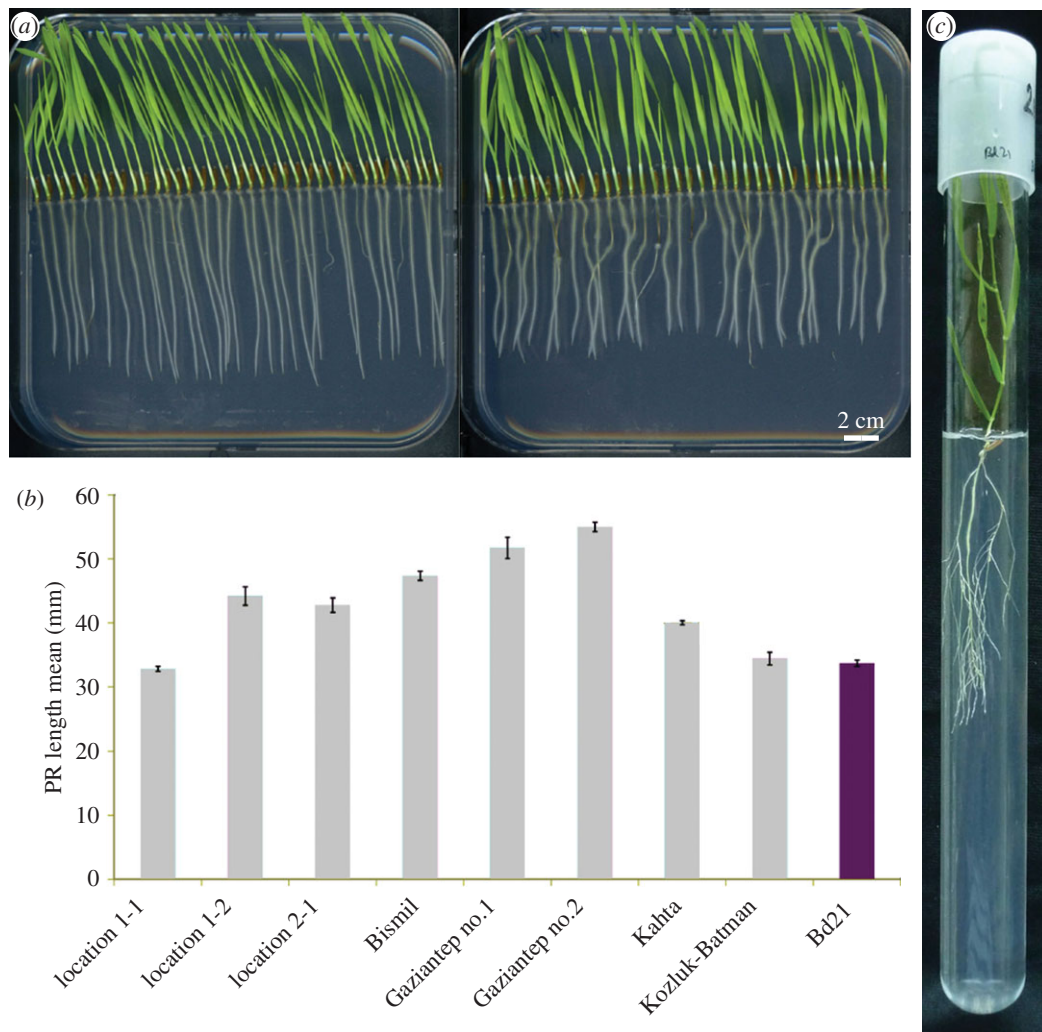 (a)
2 cm
(c)
Bd21
2
(b)
PR length mean (mm)
60
50
40
30
20
10
0
location 1-1
location 1-2
location 2-1
Bismil
Gaziantep no.1
Gaziantep no.2
Kahta
Kozluk-Batman
Bd21